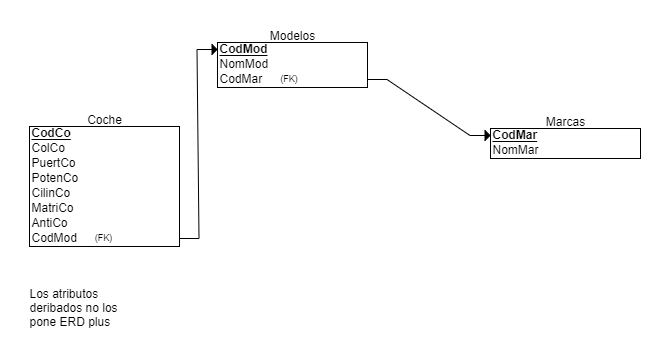 Modelos
CodMod
NomMod
CodMar (FK)
Coche
CodCo
ColCo
PuertCo
PotenCo
CilinCo
MatriCo
AntiCo
CodMod (FK)
Marcas
CodMar
NomMar
Los atributos
deribados no los
pone ERD plus